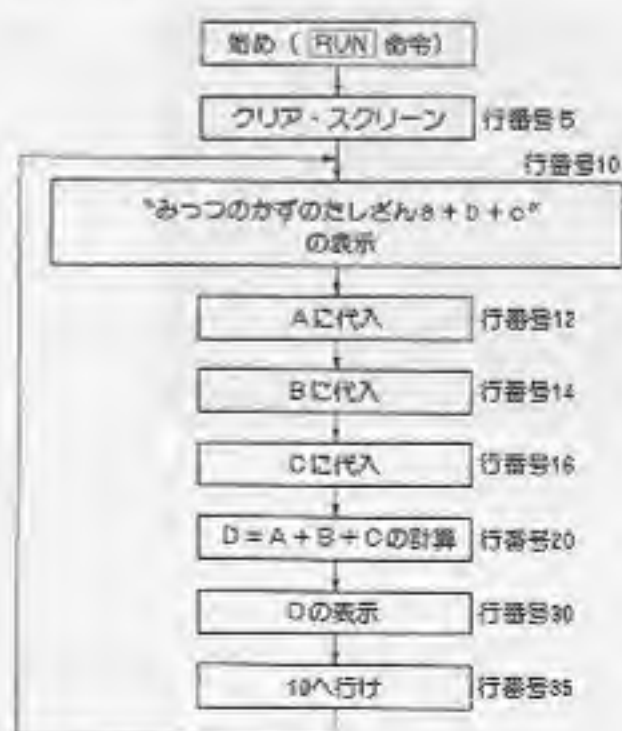 始め（RUN命令）
クリア・スクリーン 行番号5
行番号10
"みっつのかずのたしざんa+b+c"
の表示
Aに代入 行番号12
Bに代入 行番号14
Cに代入 行番号16
D=A+B+Cの計算 行番号20
Dの表示 行番号30
10へ行け 行番号35